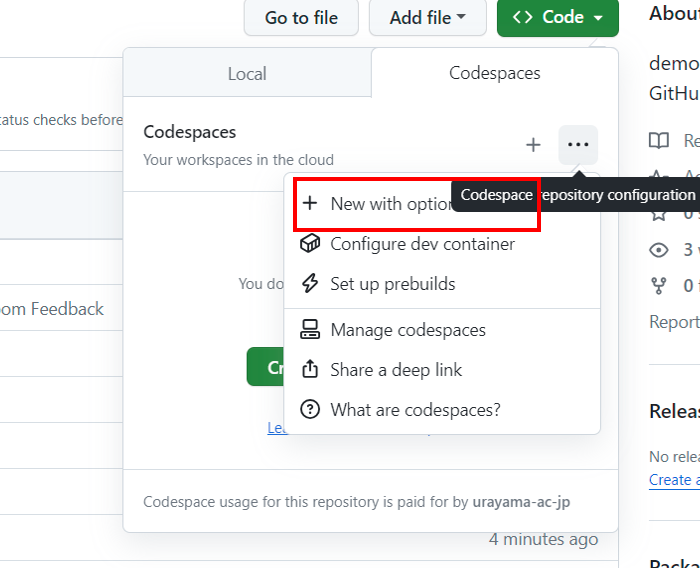 Go to file
Add file
Code
About
demo
GitHu
Local
Codespaces
atus checks before
Codespaces
Your workspaces in the cloud
Re
Codespace repository configuration
New with option
0
Configure dev container
3
You do
Set up prebuilds
0
oom Feedback
Report
Manage codespaces
Cr
Share a deep link
Lea
What are codespaces?
Releas
No relea
Create a
Codespace usage for this repository is paid for by urayama-ac-jp
4 minutes ago
Packa